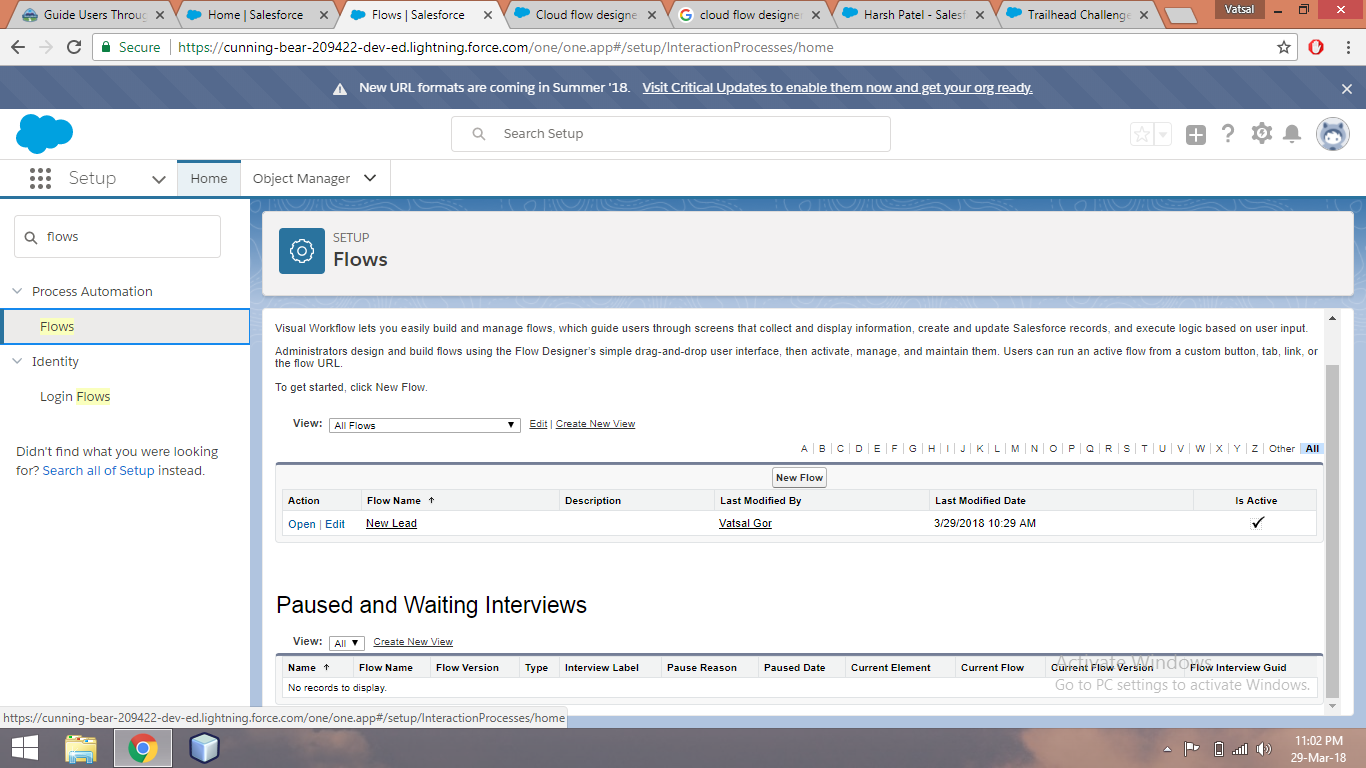 Guide Users Throug
Home | Salesforce
Flows | Salesforce
Cloud flow designe
cloud flow designe
Harsh Patel - Salesf
Trailhead Challenge
Vatsal
Secure
https://cunning-bear-209422-dev-ed.lightning.force.com/one/one.app#/setup/InteractionProcesses/home
New URL formats are coming in Summer '18. Visit Critical Updates to enable them now and get your org ready.
Search Setup
Setup
Home
Object Manager
flows
Process Automation
Flows
Identity
Login Flows
Didn't find what you were looking
for? Search all of Setup instead.
SETUP
Flows
Visual Workflow lets you easily build and manage flows, which guide users through screens that collect and display information, create and update Salesforce records, and execute logic based on user input.
Administrators design and build flows using the Flow Designer's simple drag-and-drop user interface, then activate, manage, and maintain them. Users can run an active flow from a custom button, tab, link, or
the flow URL.
To get started, click New Flow.
View: All Flows Edit | Create New View
A | B | C | D | E | F | G | H | I | J | K | L | M | N | O | P | Q | R | S | T | U | V | W | X | Y | Z | Other All
New Flow
Action Flow Name Description Last Modified By Last Modified Date Is Active
Open | Edit New Lead Vatsal Gor 3/29/2018 10:29 AM
Paused and Waiting Interviews
View: All Create New View
Name Flow Name Flow Version Type Interview Label Pause Reason Paused Date Current Element Current Flow Current Flow Version Flow Interview Guid
No records to display.
Activate Windows
Go to PC settings to activate Windows.
https://cunning-bear-209422-dev-ed.lightning.force.com/one/one.app#/setup/InteractionProcesses/home
11:02 PM
29-Mar-18